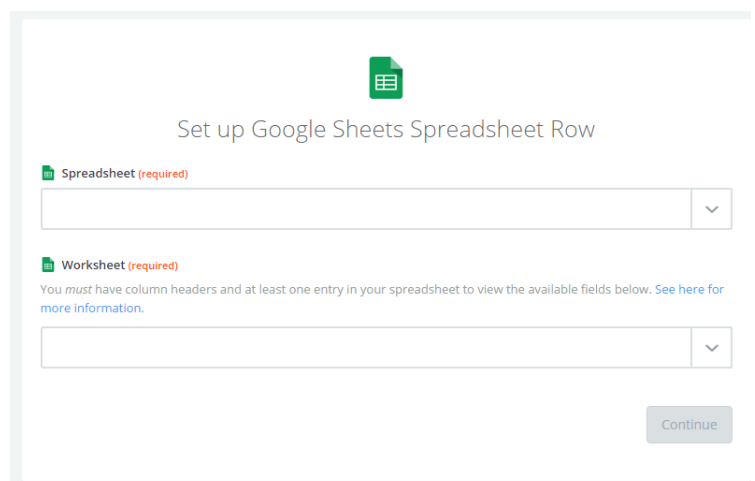 Set up Google Sheets Spreadsheet Row
Spreadsheet (required)
Worksheet (required)
You must have column headers and at least one entry in your spreadsheet to view the available fields below. See here for
more information.
Continue